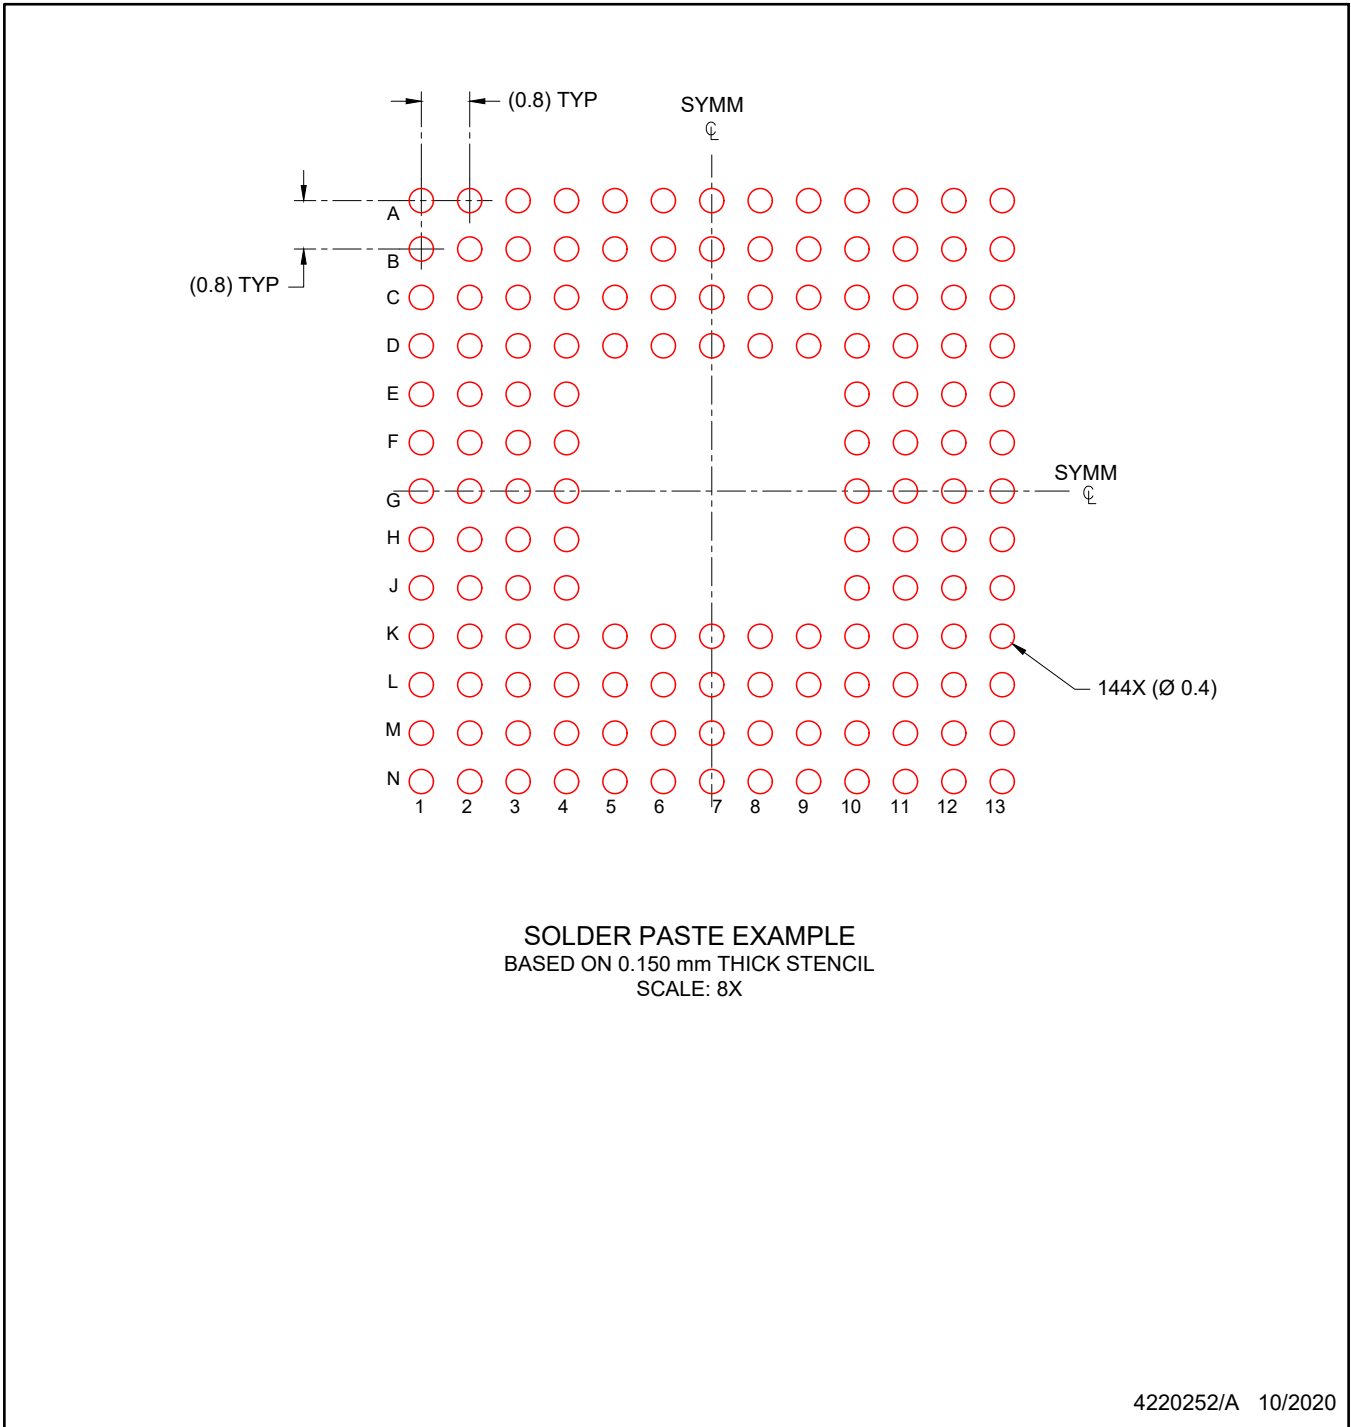 (0.8) TYP
SYMM
℄
A
B
(0.8) TYP
C
D
E
F
SYMM
℄
G
H
J
K
L
144X (Ø 0.4)
M
N
1 2 3 4 5 6 7 8 9 10 11 12 13
SOLDER PASTE EXAMPLE
BASED ON 0.150 mm THICK STENCIL
SCALE: 8X
4220252/A 10/2020